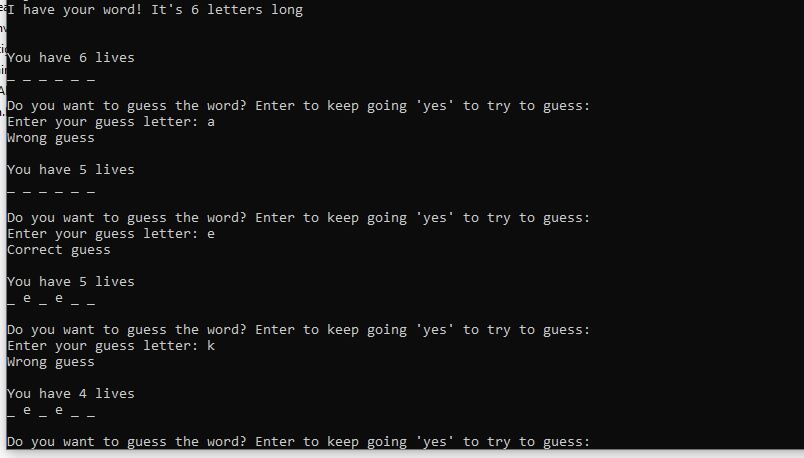 I have your word! It's 6 letters long
You have 6 lives
_ _ _ _ _ _
Do you want to guess the word? Enter to keep going 'yes' to try to guess:
Enter your guess letter: a
Wrong guess
You have 5 lives
_ _ _ _ _ _
Do you want to guess the word? Enter to keep going 'yes' to try to guess:
Enter your guess letter: e
Correct guess
You have 5 lives
_ e _ e _ _
Do you want to guess the word? Enter to keep going 'yes' to try to guess:
Enter your guess letter: k
Wrong guess
You have 4 lives
_ e _ e _ _
Do you want to guess the word? Enter to keep going 'yes' to try to guess: